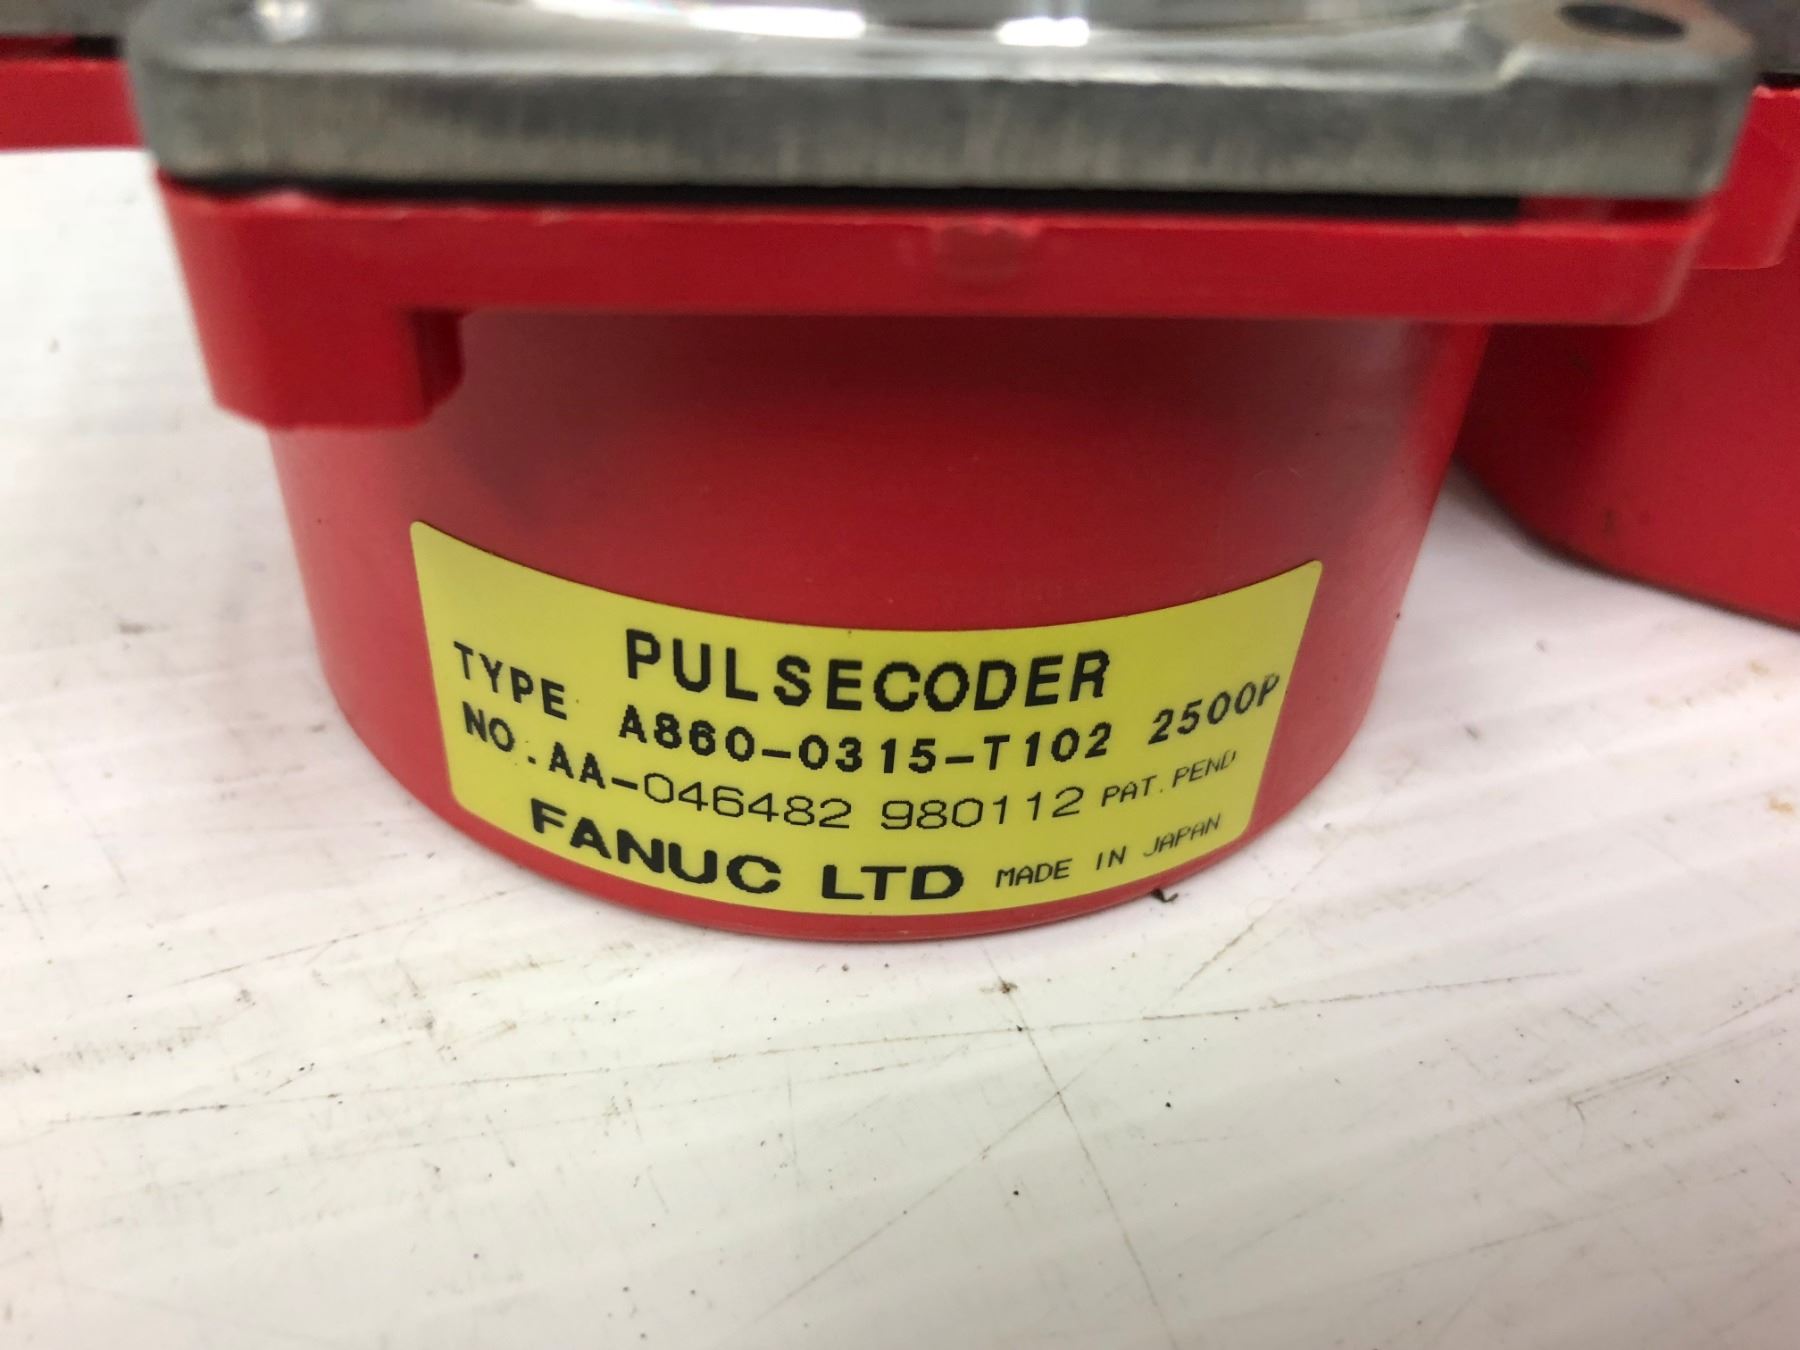 PULSECODER
TYPE A860-0315-T102 2500P
NO.AA-046482 980112 PAT.PEND
FANUC LTD MADE IN JAPAN